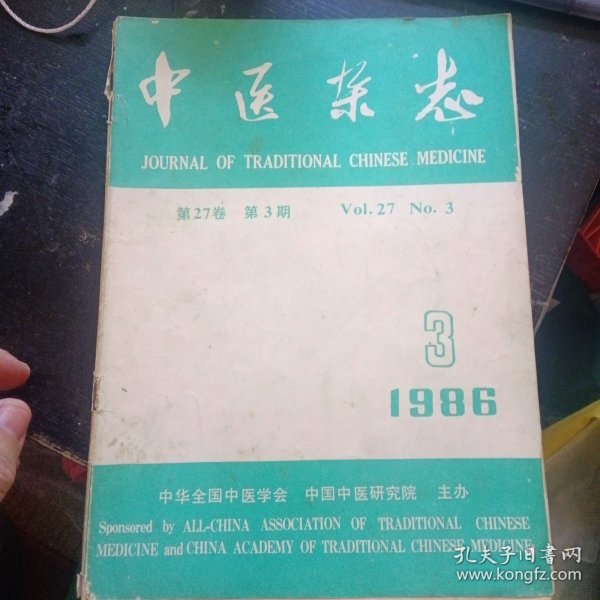 中医杂志
JOURNAL OF TRADITIONAL CHINESE MEDICINE
第27卷 第3期 Vol. 27 No. 3
3
1986
中华全国中医学会 中国中医研究院 主办
Sponsored by ALL-CHINA ASSOCIATION OF TRADITIONAL CHINESE
MEDICINE and CHINA ACADEMY OF TRADITIONAL CHINESE MEDICINE
孔夫子旧书网
www.kongfz.com